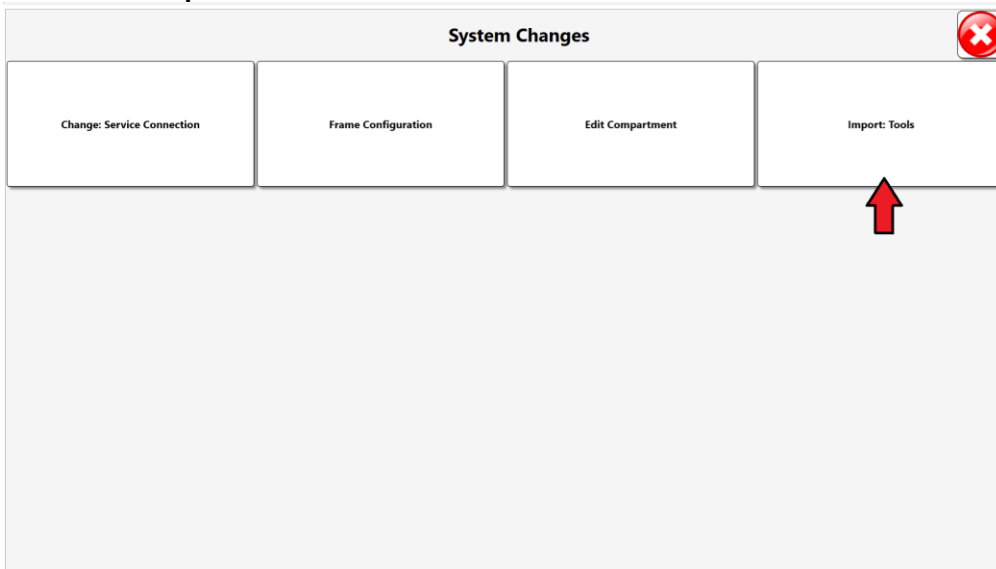 System Changes
Change: Service Connection
Frame Configuration
Edit Compartment
Import: Tools